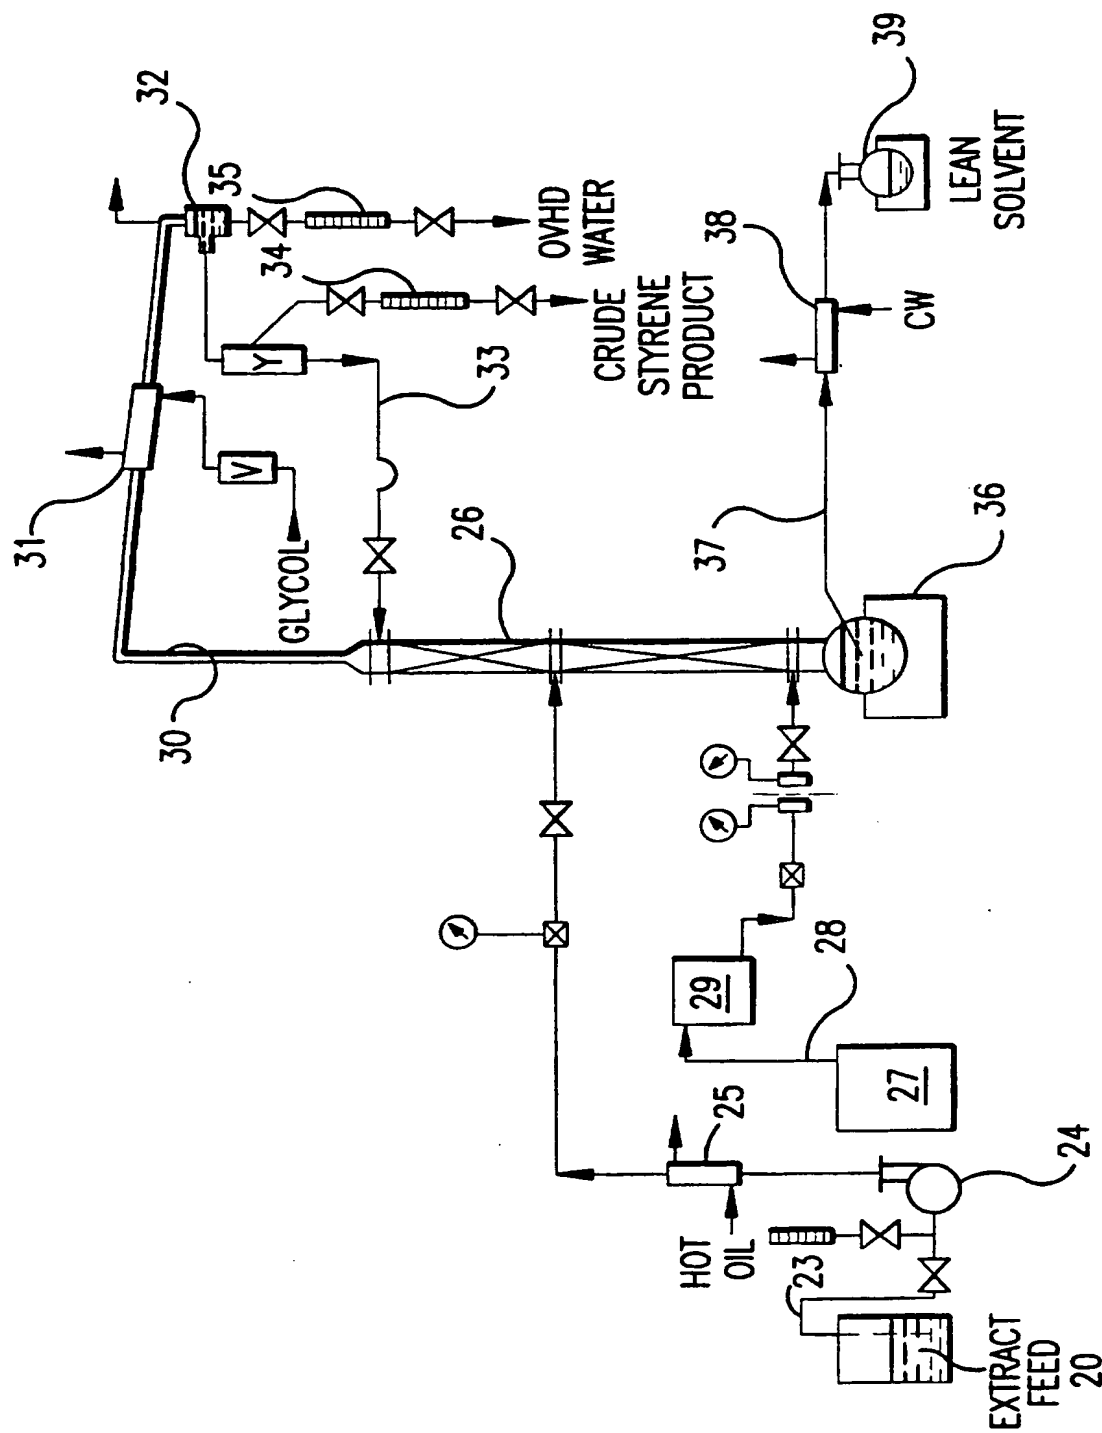 32
35
34
OVHD
WATER
CRUDE
STYRENE
PRODUCT
33
Y
31
V
GLYCOL
30
26
39
LEAN
SOLVENT
38
CW
37
36
29
28
27
25
24
HOT
OIL
23
EXTRACT
FEED
20